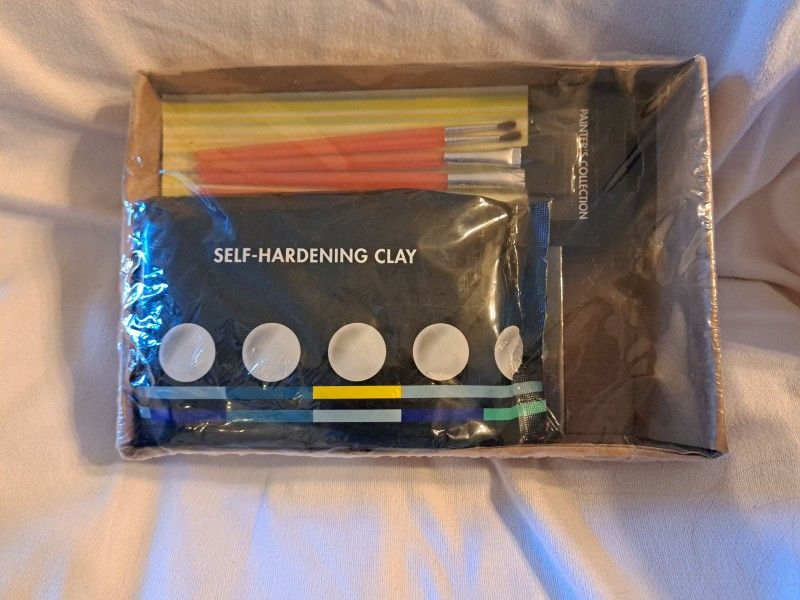 PAINTER'S COLLECTION
SELF-HARDENING CLAY